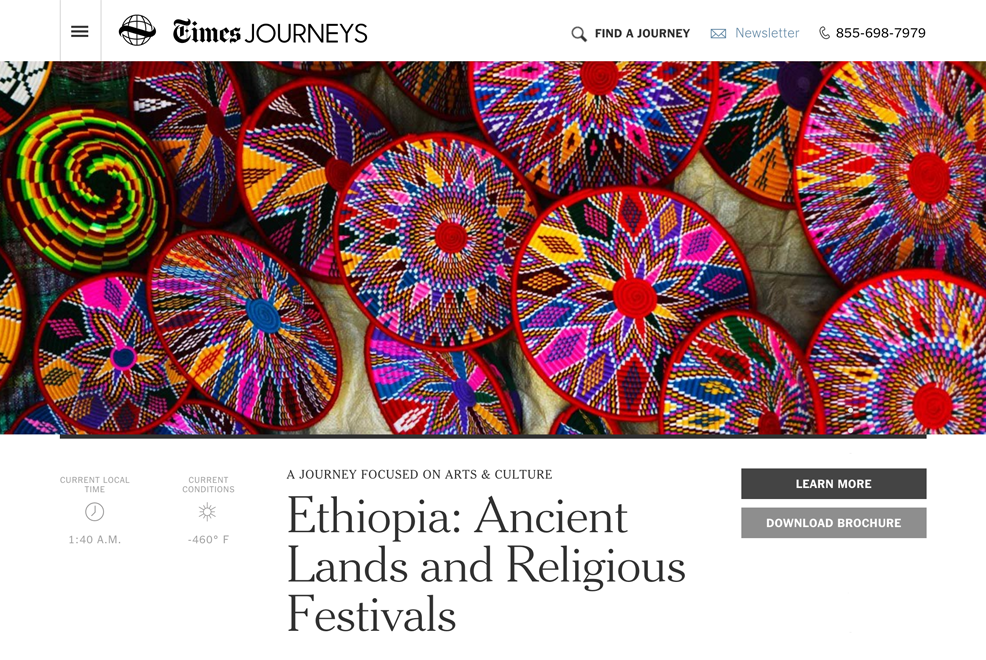 Times JOURNEYS
FIND A JOURNEY
Newsletter
855-698-7979
CURRENT LOCAL
TIME
1:40 A.M.
CURRENT
CONDITIONS
-460° F
A JOURNEY FOCUSED ON ARTS & CULTURE
Ethiopia: Ancient
Lands and Religious
Festivals
LEARN MORE
DOWNLOAD BROCHURE